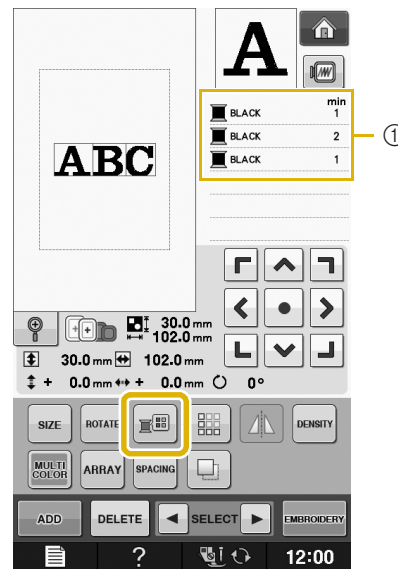 A
min
BLACK 1
BLACK 2
BLACK 1
①
ABC
30.0 mm
102.0 mm
30.0 mm 102.0 mm
+ 0.0 mm + 0.0 mm 0°
SIZE ROTATE DENSITY
MULTI COLOR ARRAY SPACING
ADD DELETE SELECT EMBROIDERY
? 12:00